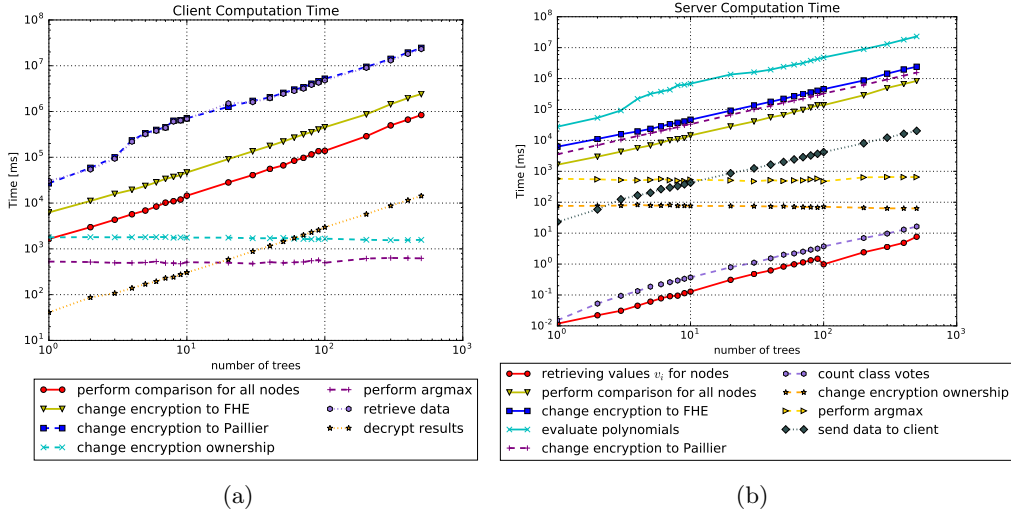 Client Computation Time
10^8
10^7
10^6
10^5
10^4
10^3
10^2
10^1
Time [ms]
10^0 10^1 10^2 10^3
number of trees
perform comparison for all nodes
change encryption to FHE
change encryption to Paillier
change encryption ownership
perform argmax
retrieve data
decrypt results
(a)
Server Computation Time
10^8
10^7
10^6
10^5
10^4
10^3
10^2
10^1
10^0
10^-1
10^-2
Time [ms]
10^0 10^1 10^2 10^3
number of trees
retrieving values v_i for nodes
perform comparison for all nodes
change encryption to FHE
evaluate polynomials
change encryption to Paillier
count class votes
change encryption ownership
perform argmax
send data to client
(b)